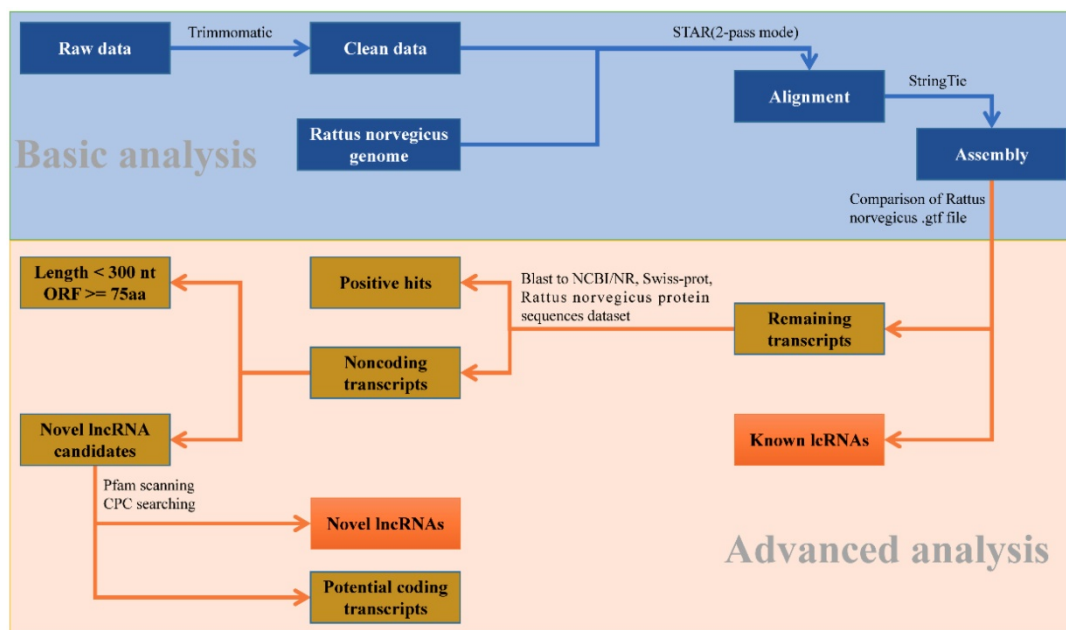 Raw data
Trimmomatic
Clean data
STAR(2-pass mode)
Alignment
StringTie
Rattus norvegicus
genome
Assembly
Basic analysis
Comparison of Rattus
norvegicus .gtf file
Length < 300 nt
ORF >= 75aa
Positive hits
Blast to NCBI/NR, Swiss-prot,
Rattus norvegicus protein
sequences dataset
Remaining
transcripts
Noncoding
transcripts
Novel lncRNA
candidates
Known lcRNAs
Pfam scanning
CPC searching
Novel lncRNAs
Advanced analysis
Potential coding
transcripts